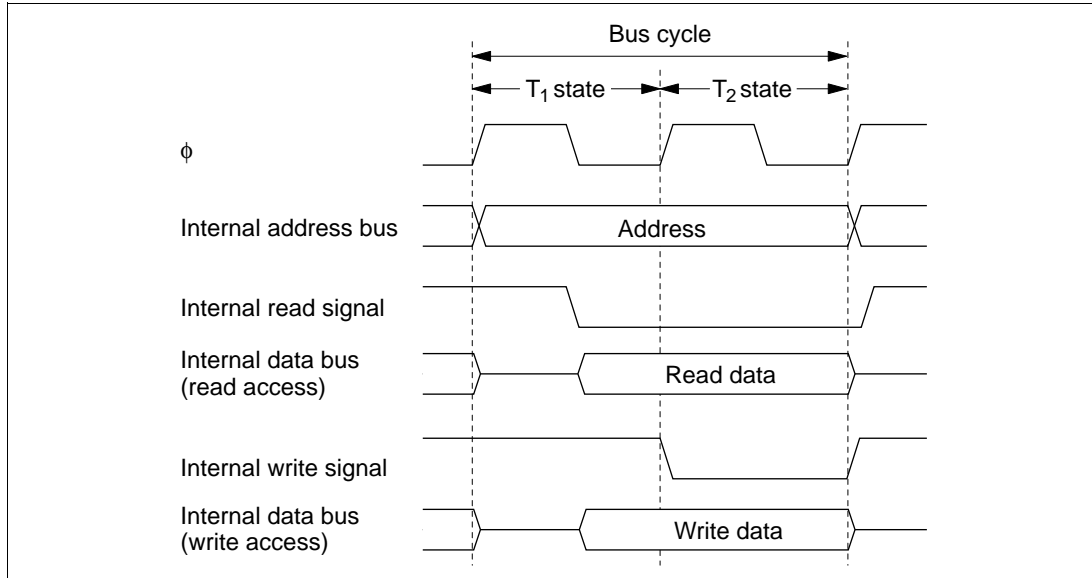 Bus cycle
T1 state
T2 state
ϕ
Internal address bus
Address
Internal read signal
Internal data bus
(read access)
Read data
Internal write signal
Internal data bus
(write access)
Write data